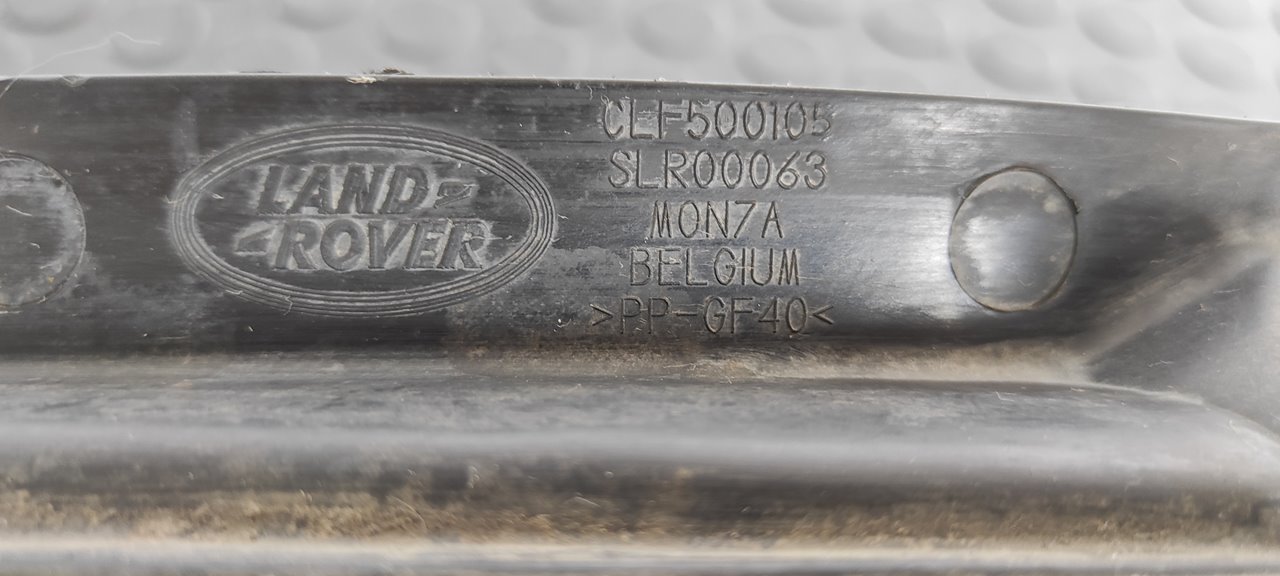 LAND
ROVER
CLF500105
SLR00063
MON7A
BELGIUM
>PP-GF40<